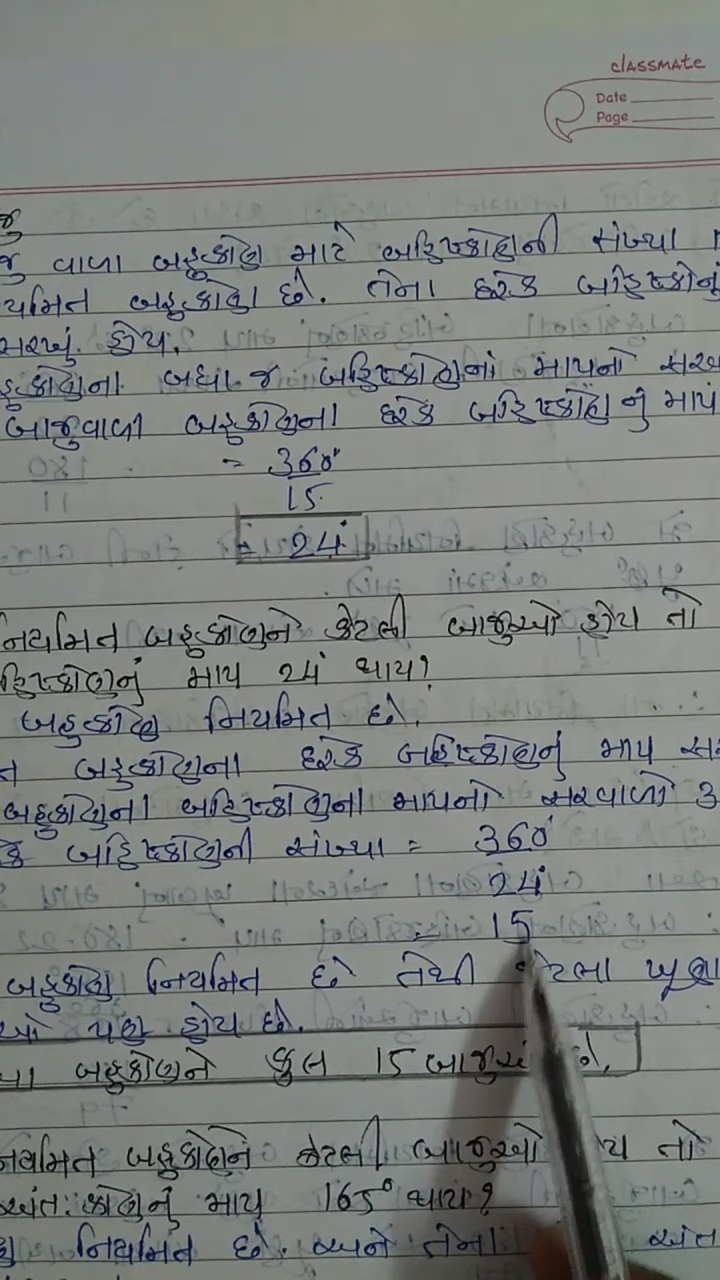 classmate
Date
Page
જુ
જુ વાળા બહુકોણ માટે બહિષ્કોણની સંખ્યા
યમિત બહુકોણ છે. તેના દરેક બહિષ્કોનું
સરખું હોય.
હુકોણના બધા જ બહિષ્કોણનાં માપનો સરવ
બાજુવાળા બહુકોણના દરેક બહિષ્કોણનું માપ
= 360°
15
= 24°
નિયમિત બહુકોણને કેટલી બાજુઓ હોય તો
હિષ્કોણનું માપ 24° થાય?
બહુકોણ નિયમિત છે.
ત બહુકોણના દરેક બહિષ્કોણનું માપ સર
બહુકોણના બહિષ્કોણના માપનો સરવાળો 3
કે બહિષ્કોણની સંખ્યા = 360°
24°
= 15
બહુકોણ નિયમિત છે તેથી જેટલા ખૂણા
ઓ પણ હોય છે.
આ બહુકોણને કુલ 15 બાજુઓ છે.
નિયમિત બહુકોણને કેટલી બાજુઓ હોય તો
અંતઃકોણનું માપ 165° થાય?
નિયમિત છે. અને તેના અંત